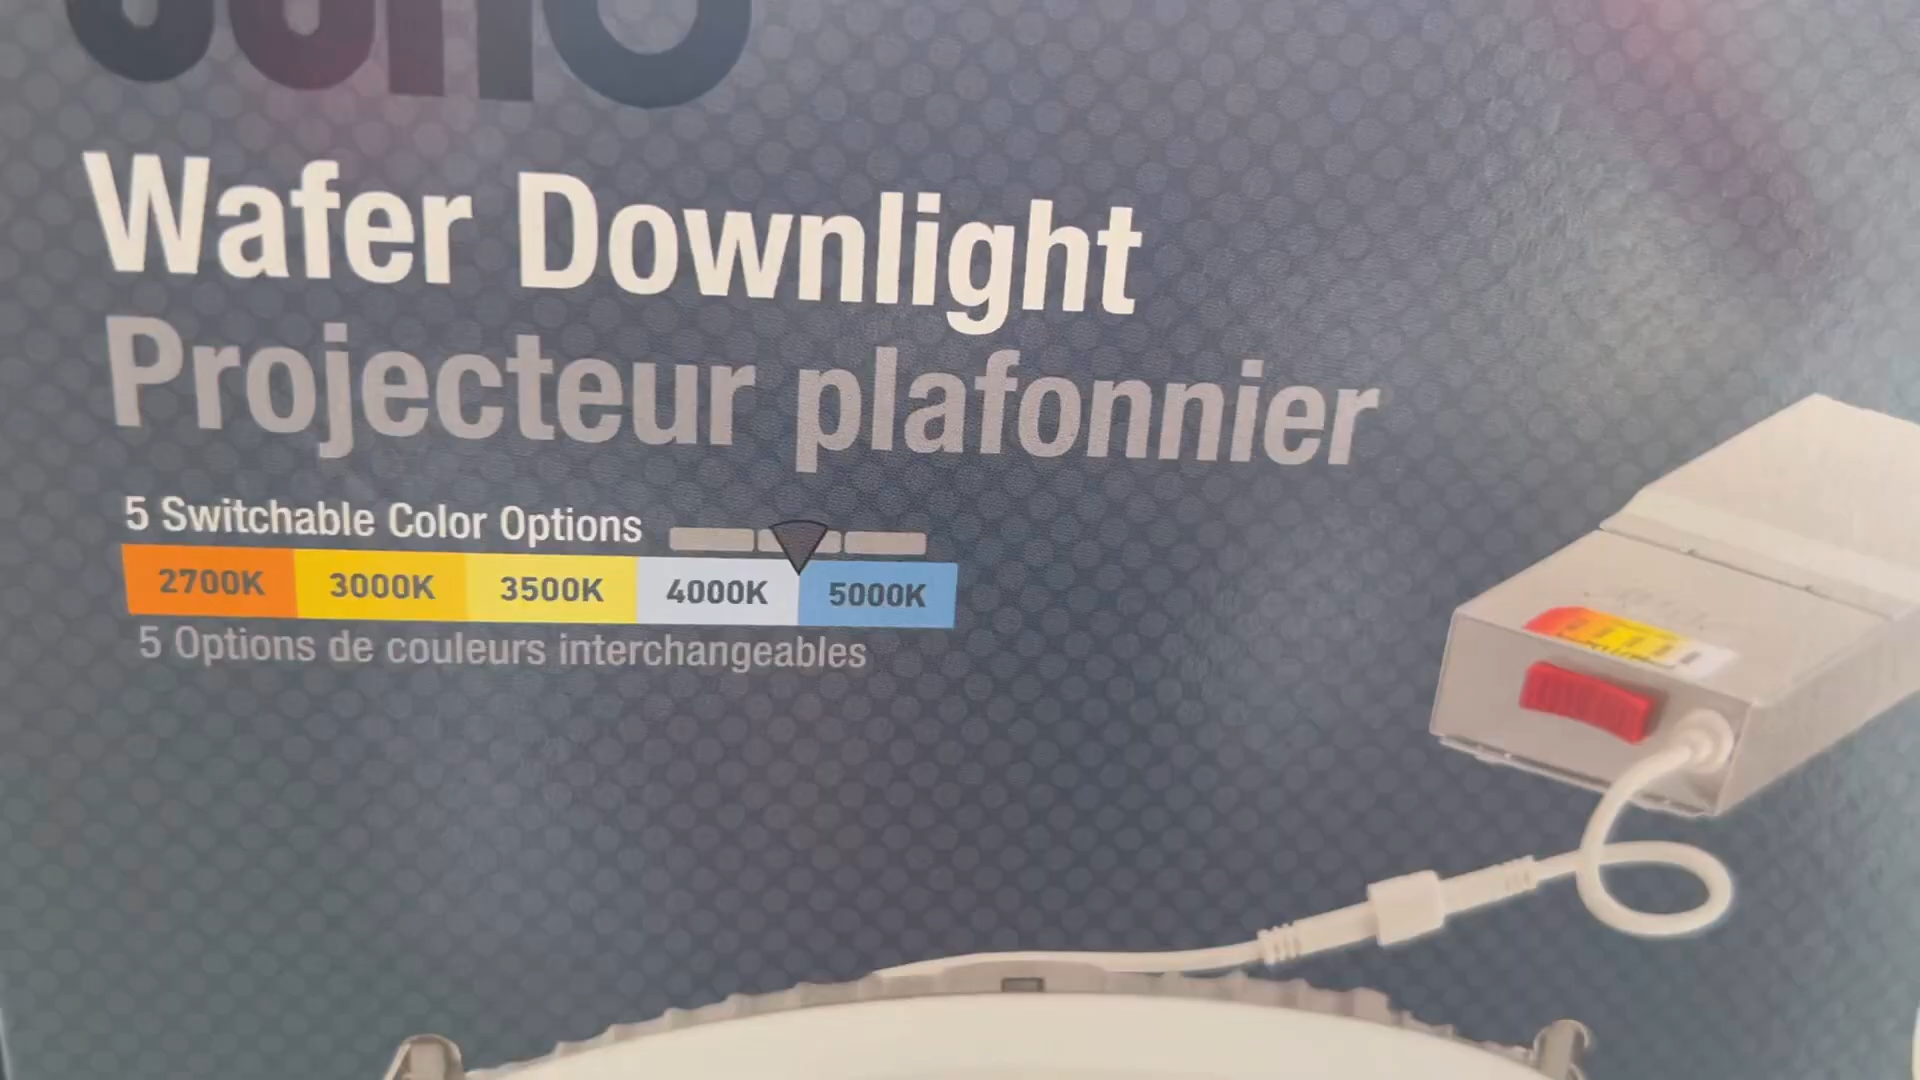 Wafer Downlight
Projecteur plafonnier
5 Switchable Color Options
2700K 3000K 3500K 4000K 5000K
5 Options de couleurs interchangeables